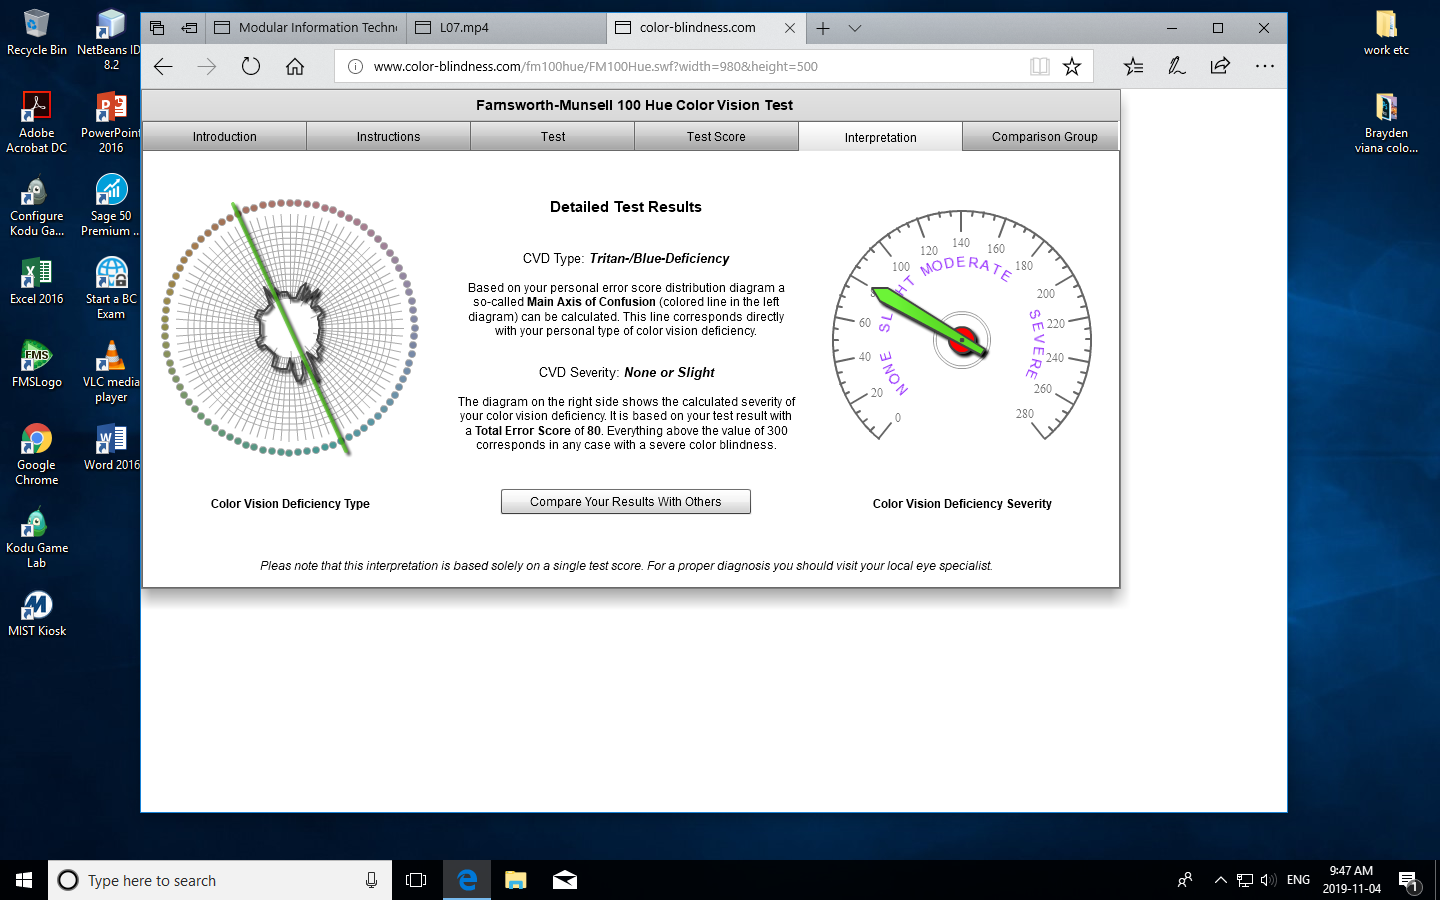 Recycle Bin
NetBeans ID
8.2
Adobe
Acrobat DC
PowerPoint
2016
Configure
Kodu Ga...
Sage 50
Premium ..
Excel 2016
Start a BC
Exam
FMS
FMSLogo
VLC media
player
Google
Chrome
Word 2016
Kodu Game
Lab
MIST Kiosk
work etc
Brayden
viana colo...
Modular Information Techn
L07.mp4
color-blindness.com
www.color-blindness.com/fm100hue/FM100Hue.swf?width=980&height=500
Farnsworth-Munsell 100 Hue Color Vision Test
Introduction
Instructions
Test
Test Score
Interpretation
Comparison Group
Detailed Test Results
CVD Type: Tritan-/Blue-Deficiency
Based on your personal error score distribution diagram a
so-called Main Axis of Confusion (colored line in the left
diagram) can be calculated. This line corresponds directly
with your personal type of color vision deficiency.
CVD Severity: None or Slight
The diagram on the right side shows the calculated severity of
your color vision deficiency. It is based on your test result with
a Total Error Score of 80. Everything above the value of 300
corresponds in any case with a severe color blindness.
Compare Your Results With Others
Color Vision Deficiency Type
0
20
40
60
100
120
140
160
180
200
220
240
260
280
NONE
MODERATE
SEVERE
Color Vision Deficiency Severity
Pleas note that this interpretation is based solely on a single test score. For a proper diagnosis you should visit your local eye specialist.
Type here to search
ENG
9:47 AM
2019-11-04
1